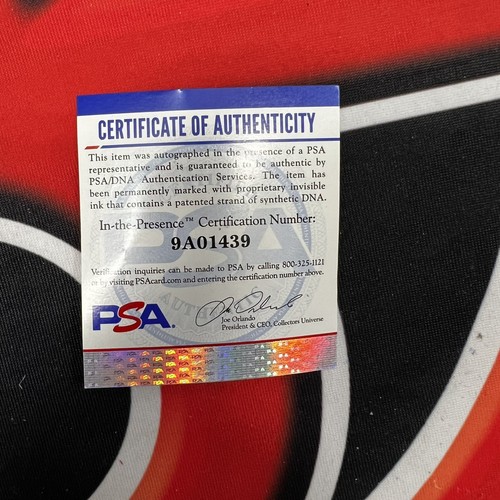 CERTIFICATE OF AUTHENTICITY
This item was autographed in the presence of a PSA
representative and is guaranteed to be authentic by
PSA/DNA Authentication Services. The item has
been permanently marked with proprietary invisible
ink that contains a patented strand of synthetic DNA.
In-the-Presence™ Certification Number:
9A01439
Verification inquiries can be made to PSA by calling 800-325-1121
or by visiting PSAcard.com and entering the certification number above.
PSA.
Joe Orlando
President & CEO, Collectors Universe